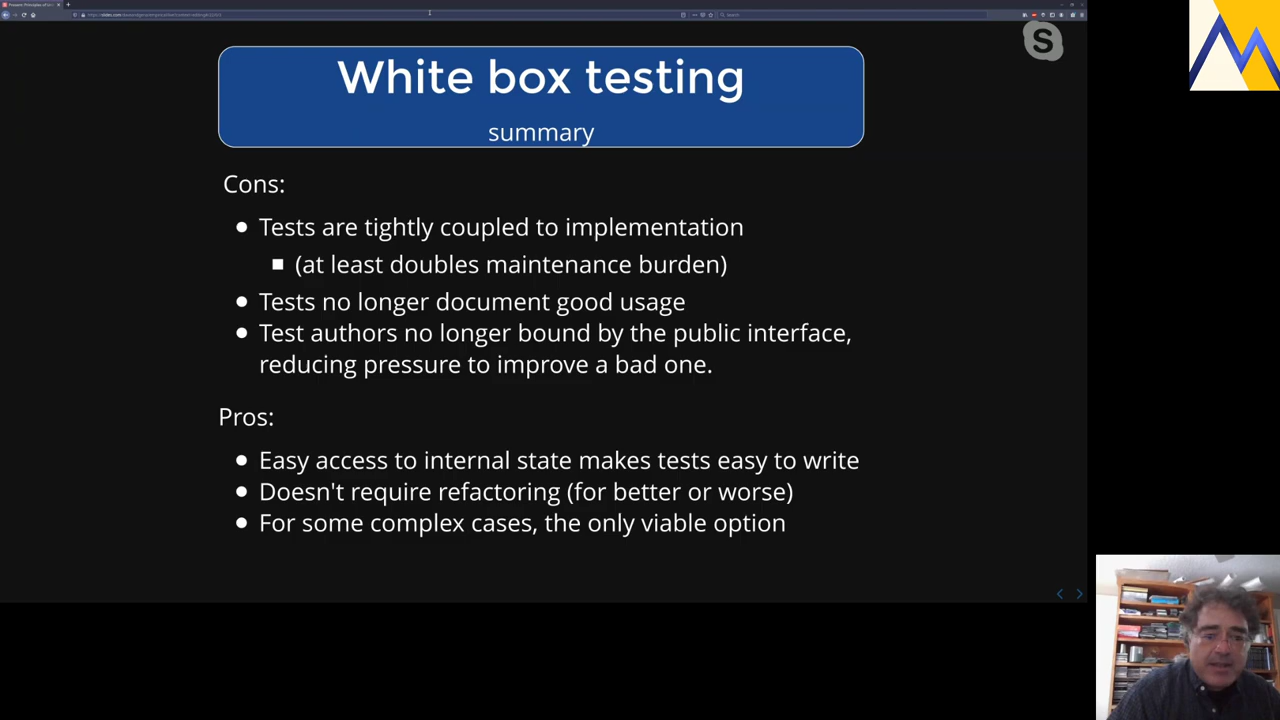 S
White box testing
summary
Cons:
Tests are tightly coupled to implementation
(at least doubles maintenance burden)
Tests no longer document good usage
Test authors no longer bound by the public interface,
reducing pressure to improve a bad one.
Pros:
Easy access to internal state makes tests easy to write
Doesn't require refactoring (for better or worse)
For some complex cases, the only viable option